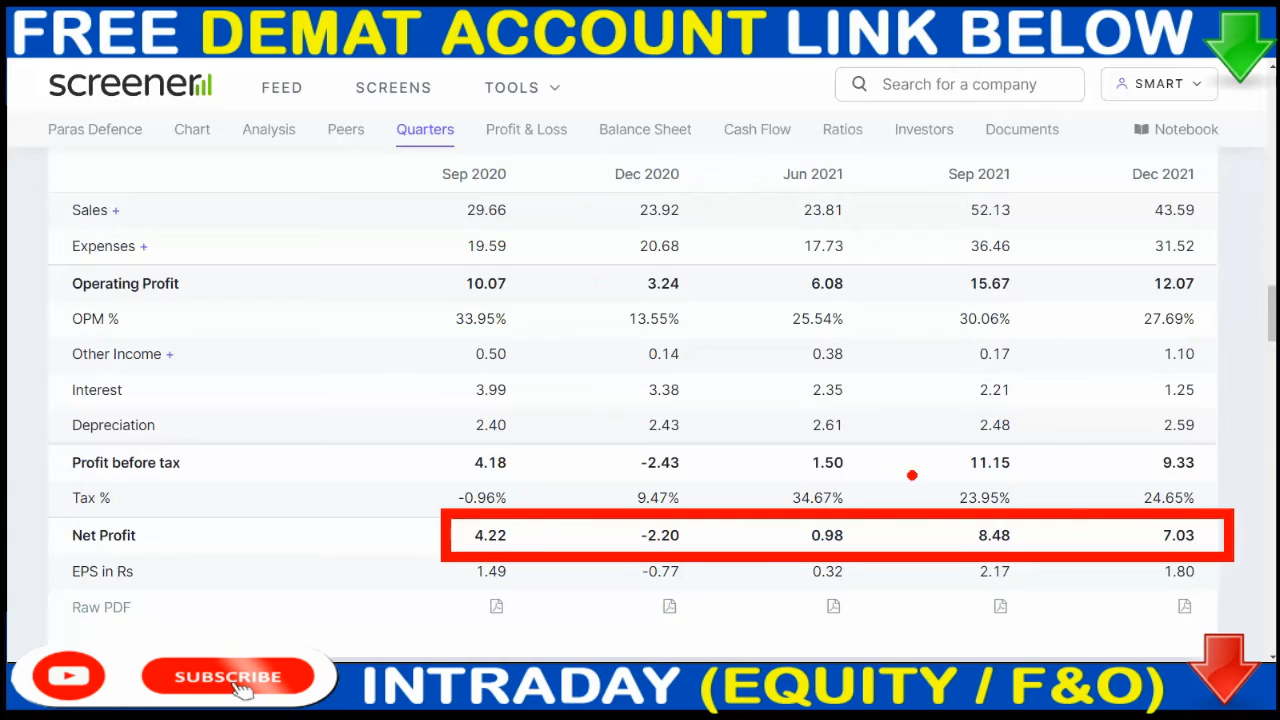 FREE DEMAT ACCOUNT LINK BELOW
screener FEED SCREENS TOOLS Search for a company SMART
Paras Defence Chart Analysis Peers Quarters Profit & Loss Balance Sheet Cash Flow Ratios Investors Documents Notebook
Sep 2020 Dec 2020 Jun 2021 Sep 2021 Dec 2021
Sales + 29.66 23.92 23.81 52.13 43.59
Expenses + 19.59 20.68 17.73 36.46 31.52
Operating Profit 10.07 3.24 6.08 15.67 12.07
OPM % 33.95% 13.55% 25.54% 30.06% 27.69%
Other Income + 0.50 0.14 0.38 0.17 1.10
Interest 3.99 3.38 2.35 2.21 1.25
Depreciation 2.40 2.43 2.61 2.48 2.59
Profit before tax 4.18 -2.43 1.50 11.15 9.33
Tax % -0.96% 9.47% 34.67% 23.95% 24.65%
Net Profit 4.22 -2.20 0.98 8.48 7.03
EPS in Rs 1.49 -0.77 0.32 2.17 1.80
Raw PDF
SUBSCRIBE
INTRADAY (EQUITY / F&O)